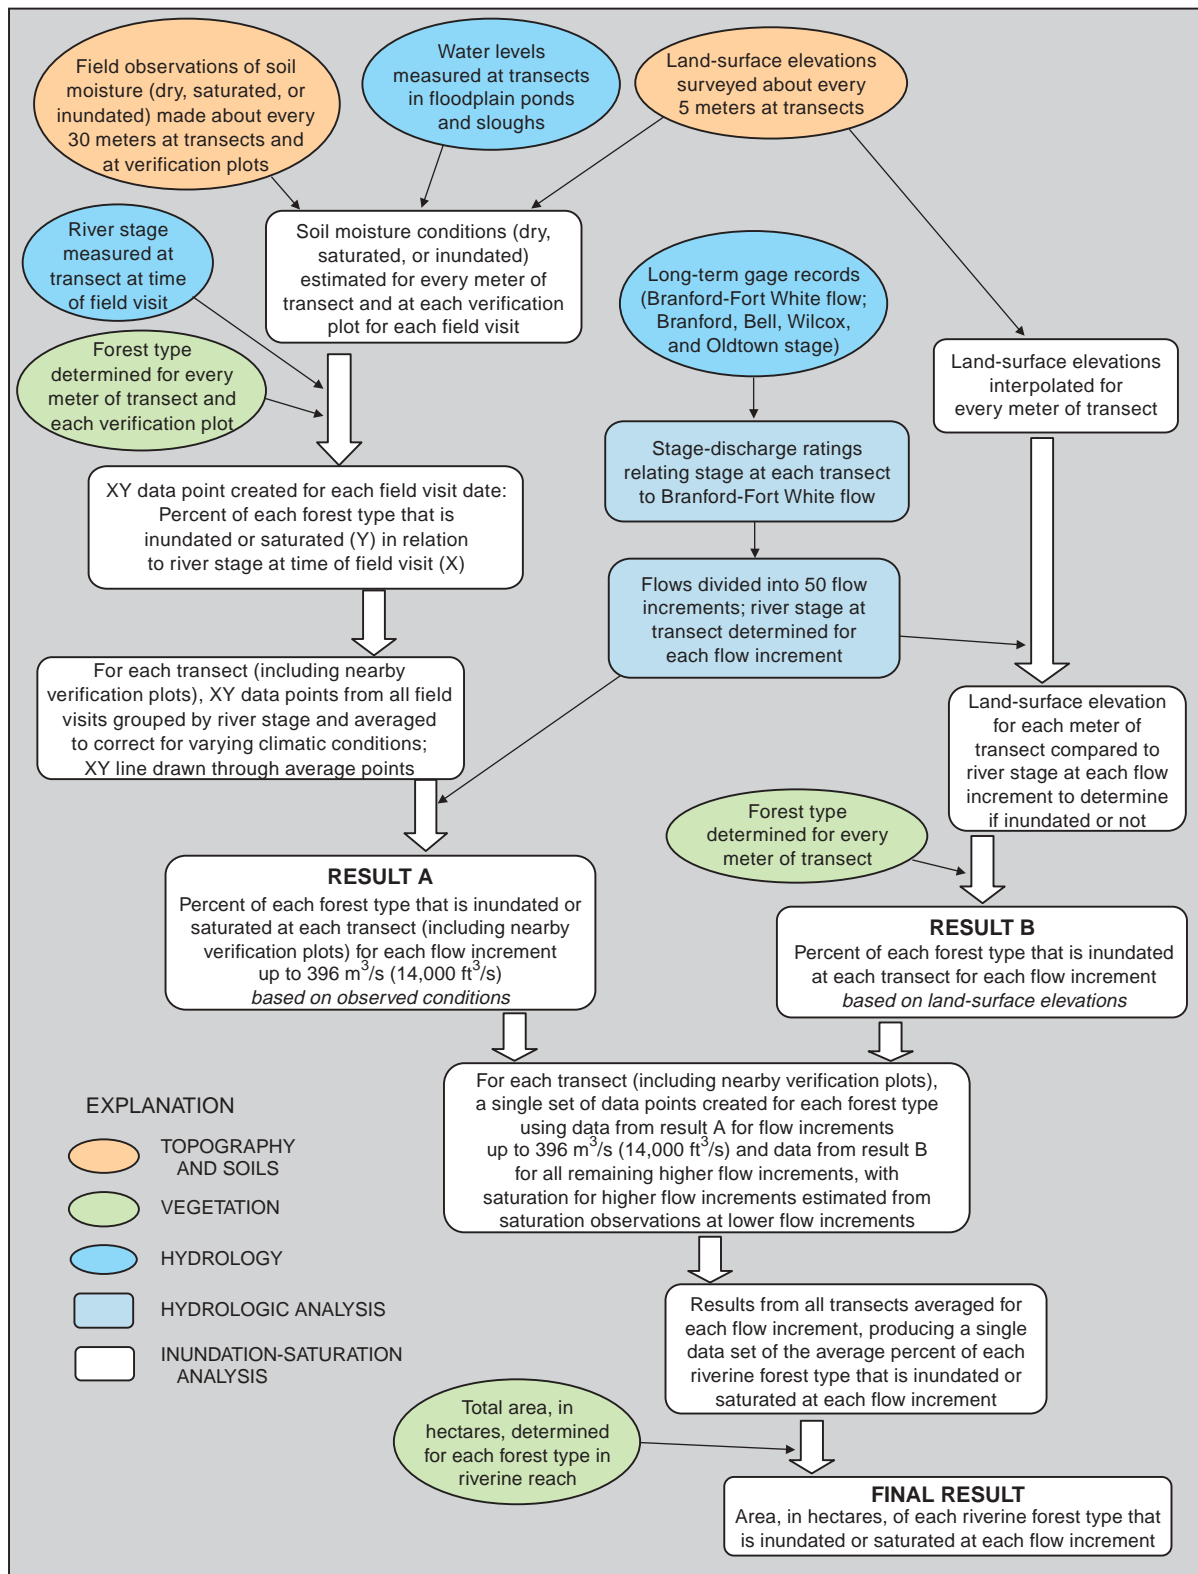 Field observations of soil
moisture (dry, saturated, or
inundated) made about every
30 meters at transects and
at verification plots
Water levels
measured at transects
in floodplain ponds
and sloughs
Land-surface elevations
surveyed about every
5 meters at transects
River stage
measured at
transect at time
of field visit
Soil moisture conditions (dry,
saturated, or inundated)
estimated for every meter of
transect and at each verification
plot for each field visit
Long-term gage records
(Branford-Fort White flow;
Branford, Bell, Wilcox,
and Oldtown stage)
Forest type
determined for every
meter of transect and
each verification plot
Land-surface elevations
interpolated for
every meter of transect
Stage-discharge ratings
relating stage at each transect
to Branford-Fort White flow
XY data point created for each field visit date:
Percent of each forest type that is
inundated or saturated (Y) in relation
to river stage at time of field visit (X)
Flows divided into 50 flow
increments; river stage at
transect determined for
each flow increment
For each transect (including nearby
verification plots), XY data points from all field
visits grouped by river stage and averaged
to correct for varying climatic conditions;
XY line drawn through average points
Land-surface elevation
for each meter of
transect compared to
river stage at each flow
increment to determine
if inundated or not
Forest type
determined for every
meter of transect
RESULT A
Percent of each forest type that is inundated or
saturated at each transect (including nearby
verification plots) for each flow increment
up to 396 m³/s (14,000 ft³/s)
based on observed conditions
RESULT B
Percent of each forest type that is inundated
at each transect for each flow increment
based on land-surface elevations
For each transect (including nearby verification plots),
a single set of data points created for each forest type
using data from result A for flow increments
up to 396 m³/s (14,000 ft³/s) and data from result B
for all remaining higher flow increments, with
saturation for higher flow increments estimated from
saturation observations at lower flow increments
EXPLANATION
TOPOGRAPHY
AND SOILS
VEGETATION
HYDROLOGY
HYDROLOGIC ANALYSIS
INUNDATION-SATURATION
ANALYSIS
Results from all transects averaged for
each flow increment, producing a single
data set of the average percent of each
riverine forest type that is inundated or
saturated at each flow increment
Total area, in
hectares, determined
for each forest type in
riverine reach
FINAL RESULT
Area, in hectares, of each riverine forest type that
is inundated or saturated at each flow increment